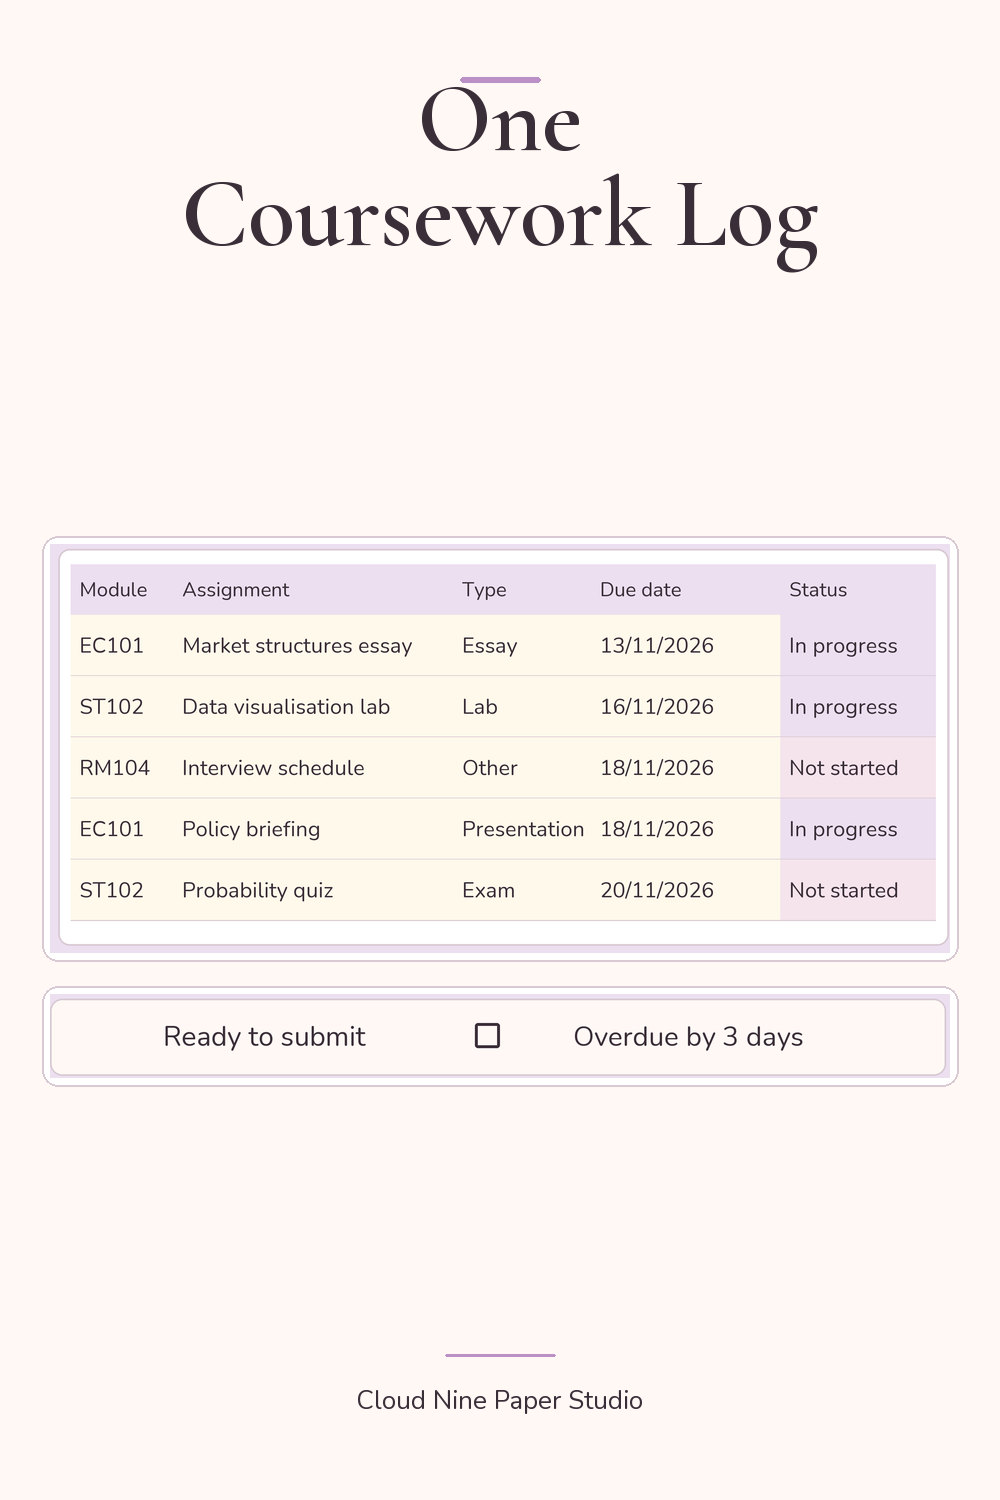 One
Coursework Log
Module Assignment Type Due date Status
EC101 Market structures essay Essay 13/11/2026 In progress
ST102 Data visualisation lab Lab 16/11/2026 In progress
RM104 Interview schedule Other 18/11/2026 Not started
EC101 Policy briefing Presentation 18/11/2026 In progress
ST102 Probability quiz Exam 20/11/2026 Not started
Ready to submit Overdue by 3 days
Cloud Nine Paper Studio